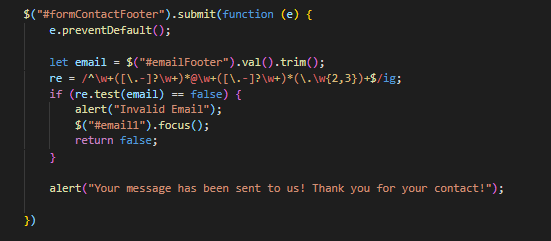 $("#formContactFooter").submit(function (e) {
e.preventDefault();
let email = $("#emailFooter").val().trim();
re = /^\w+([\.-]?\w+)*@\w+([\.-]?\w+)*(\.\w{2,3})+$/ig;
if (re.test(email) == false) {
alert("Invalid Email");
$("#email1").focus();
return false;
}
alert("Your message has been sent to us! Thank you for your contact!");
})